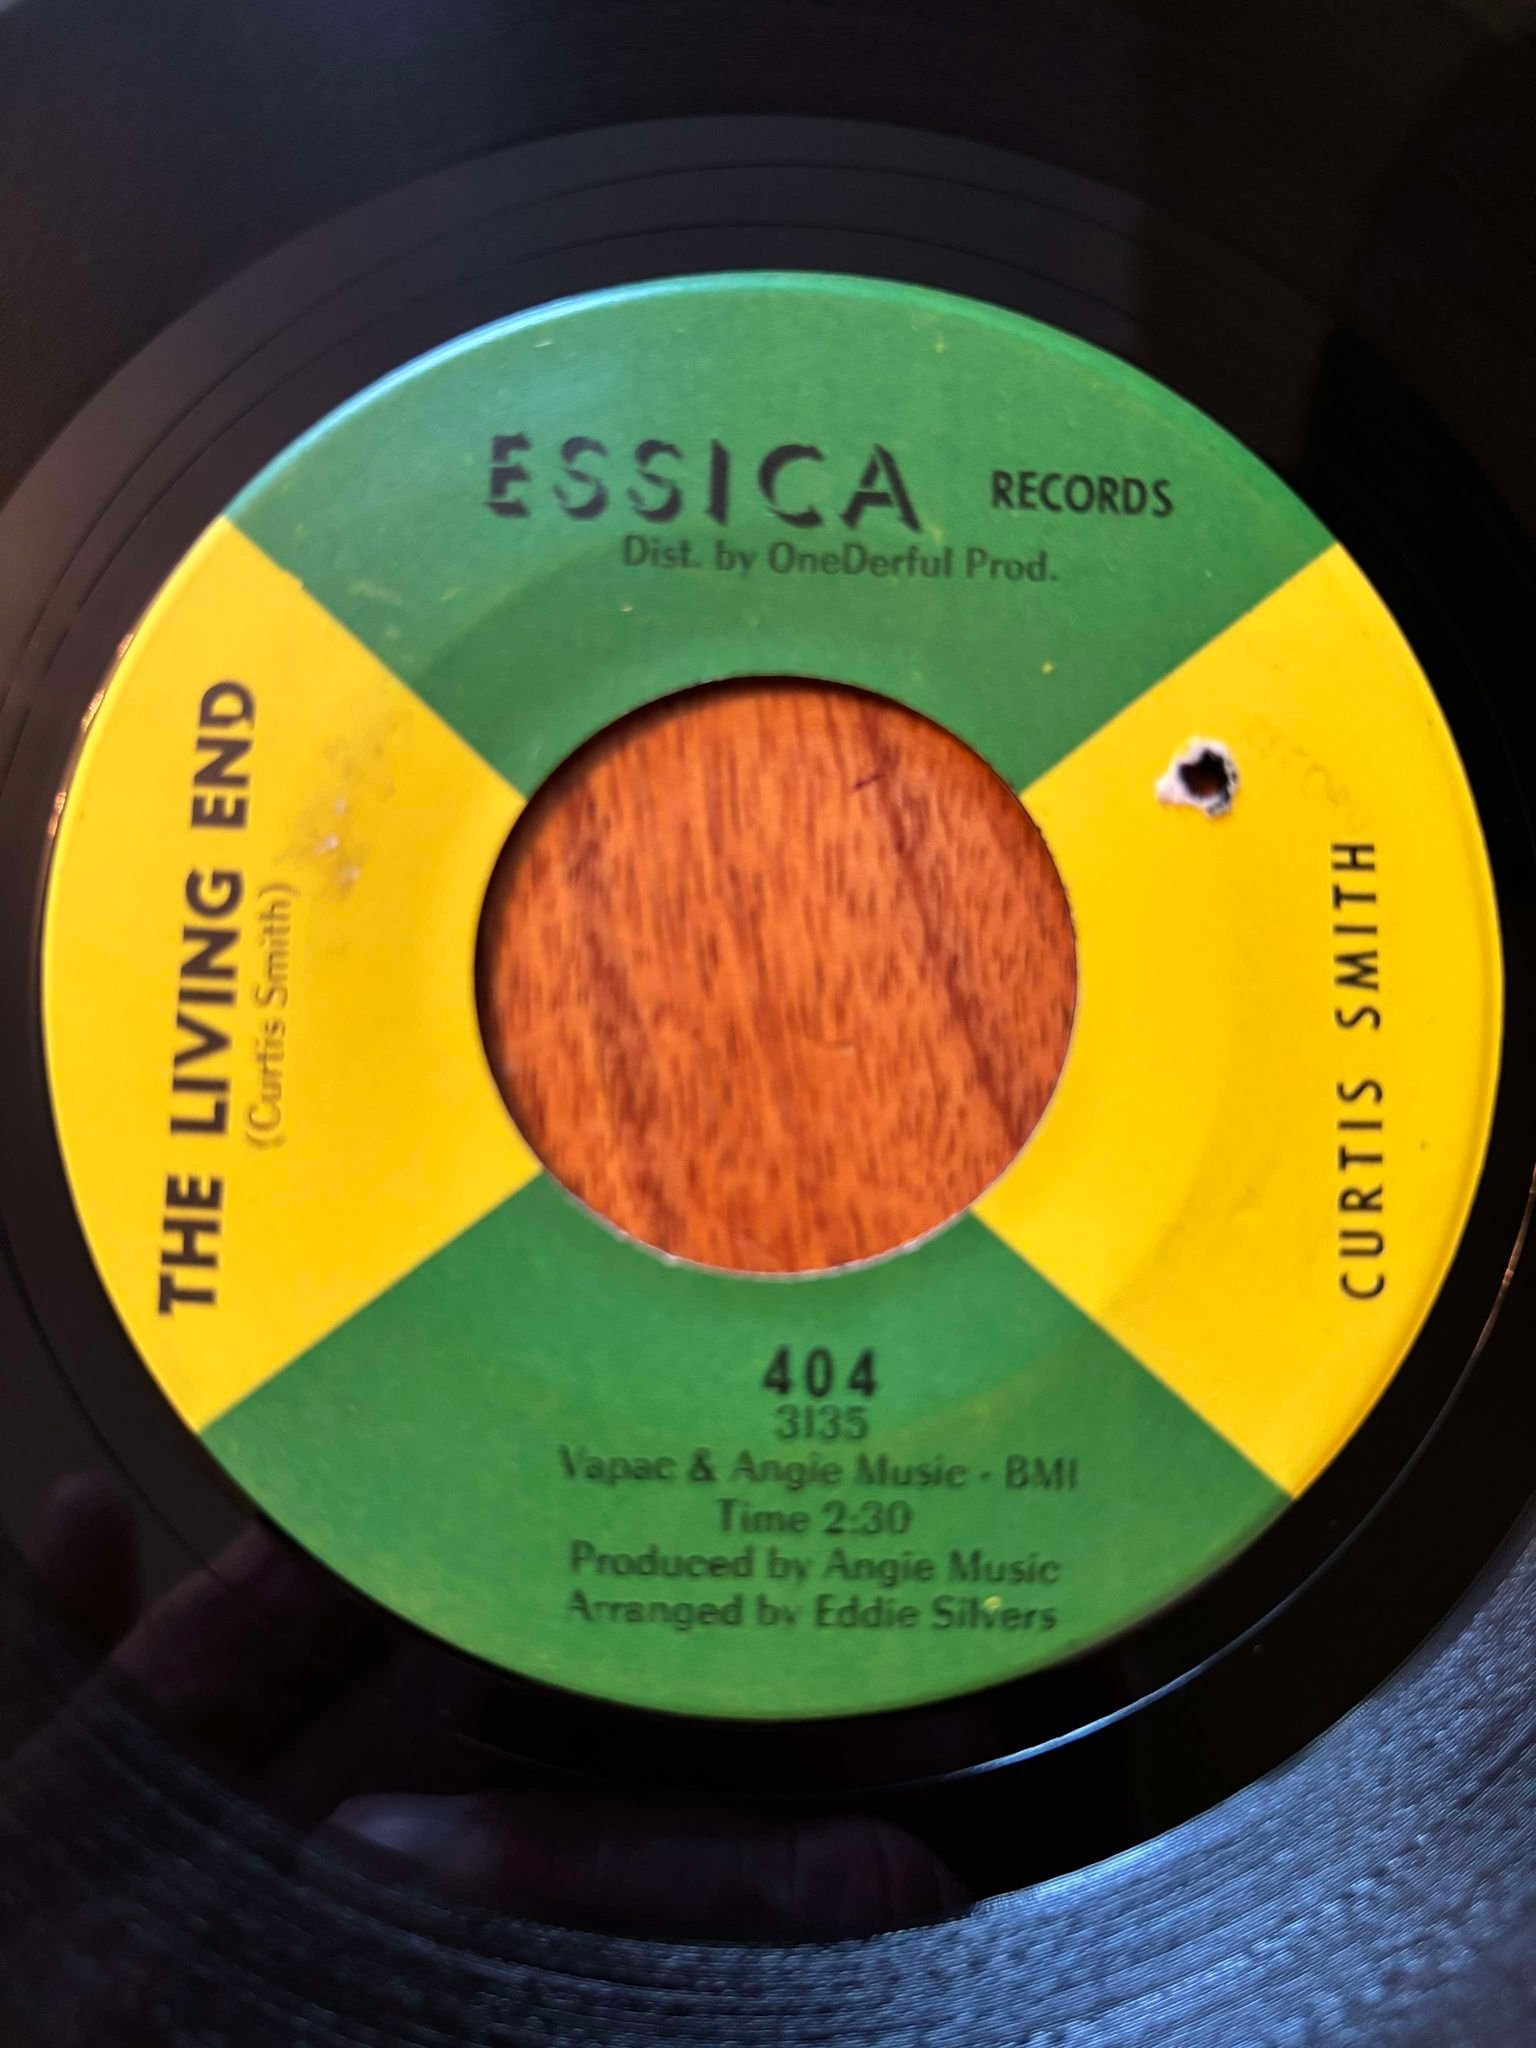 ESSICA RECORDS
Dist. by OneDerful Prod.
THE LIVING END
(Curtis Smith)
CURTIS SMITH
404
3135
Vapac & Angie Music - BMI
Time 2:30
Produced by Angie Music
Arranged by Eddie Silvers